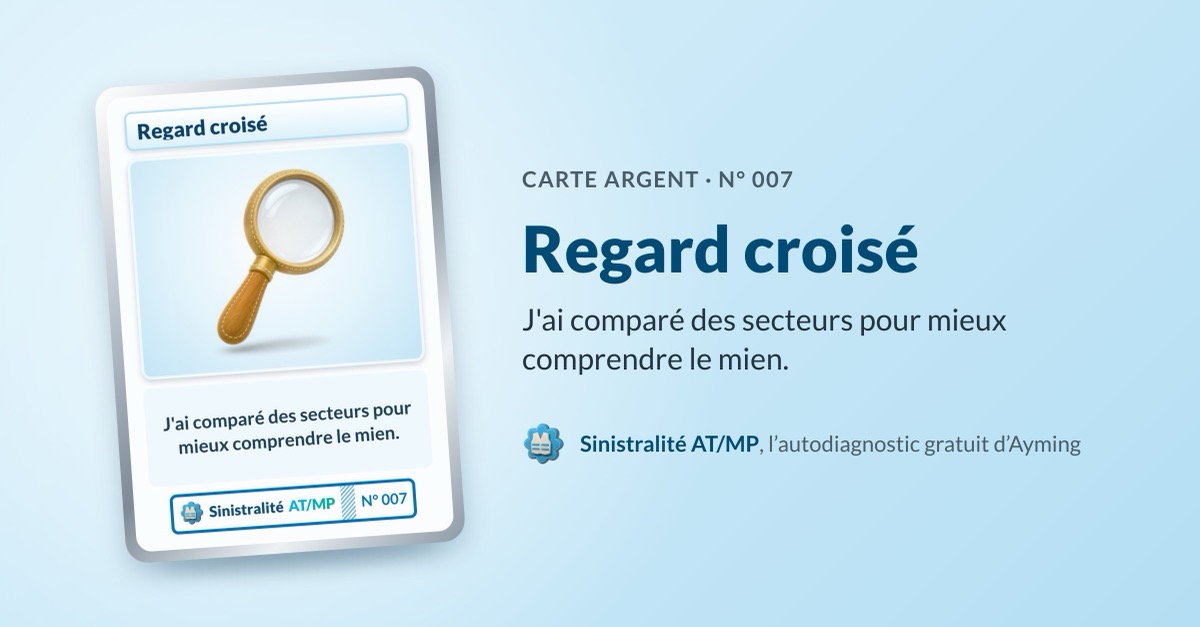 Regard croisé
J'ai comparé des secteurs pour
mieux comprendre le mien.
Sinistralité AT/MP N° 007
CARTE ARGENT · N° 007
Regard croisé
J'ai comparé des secteurs pour mieux
comprendre le mien.
Sinistralité AT/MP, l’autodiagnostic gratuit d’Ayming